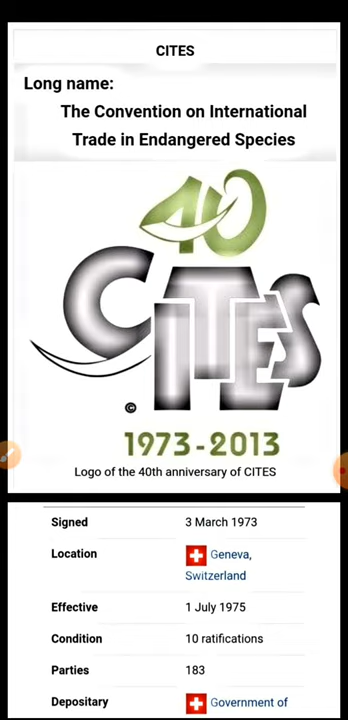 CITES
Long name:
The Convention on International
Trade in Endangered Species
40
CITES
©
1973-2013
Logo of the 40th anniversary of CITES
Signed 3 March 1973
Location Geneva,
Switzerland
Effective 1 July 1975
Condition 10 ratifications
Parties 183
Depositary Government of